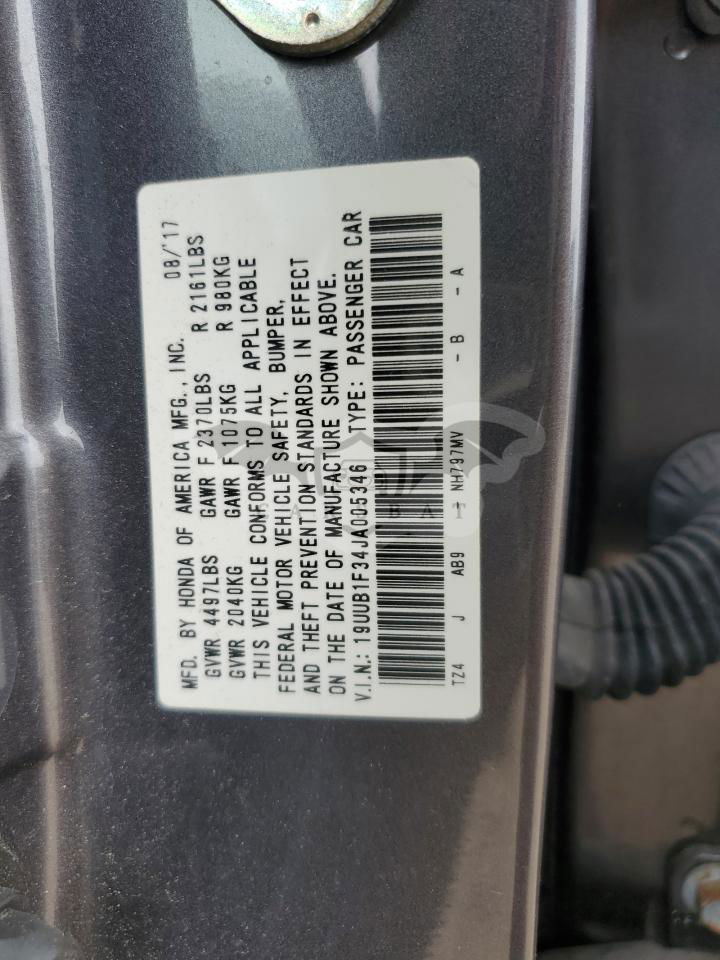 MFD. BY HONDA OF AMERICA MFG., INC. 08/'17
GVWR 4497LBS GAWR F 2370LBS R 2161LBS
GVWR 2040KG GAWR F 1075KG R 980KG
THIS VEHICLE CONFORMS TO ALL APPLICABLE
FEDERAL MOTOR VEHICLE SAFETY, BUMPER,
AND THEFT PREVENTION STANDARDS IN EFFECT
ON THE DATE OF MANUFACTURE SHOWN ABOVE.
V.I.N.: 19UUB1F34JA005346 TYPE: PASSENGER CAR
TZ4 J AB9 - NH797MV - B - A